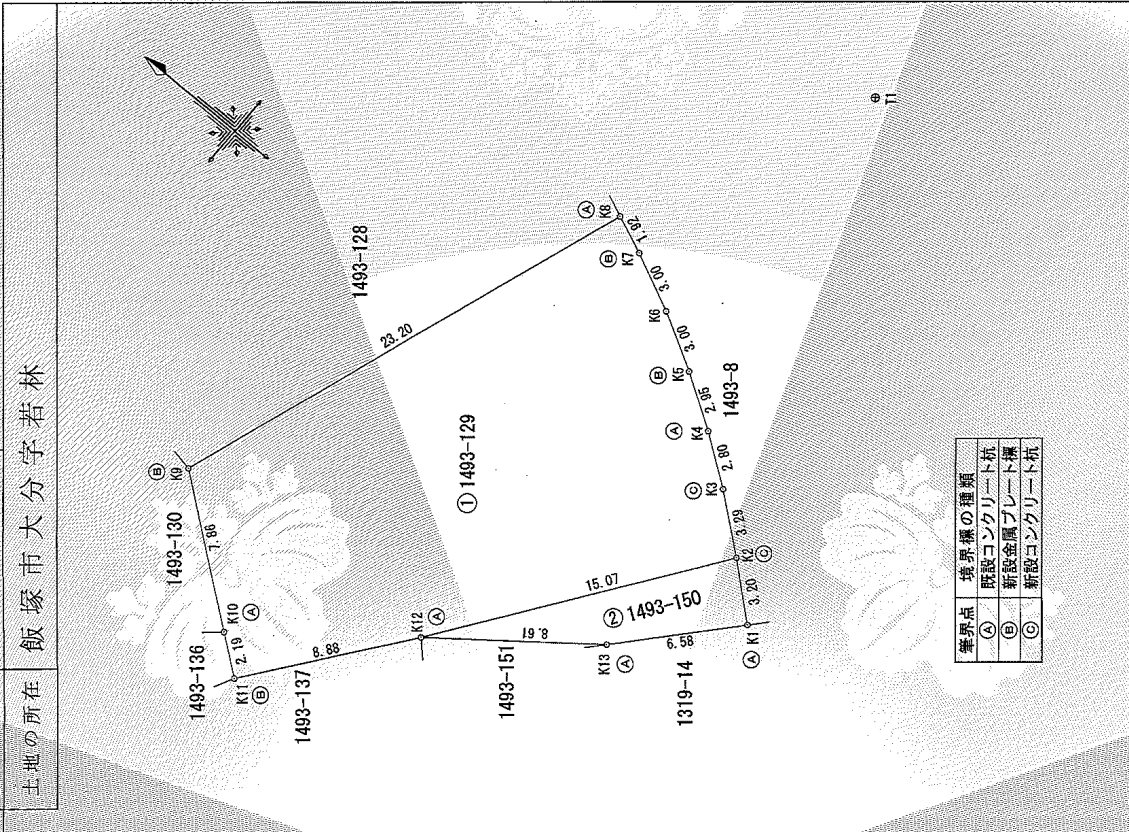 土地の所在 飯塚市大分字若林
T1
1493-128
K8
Ⓐ
1.92
K7
Ⓑ
3.00
K6
3.00
K5
Ⓑ
2.95
1493-8
K4
Ⓐ
2.80
K3
Ⓒ
3.29
K2
Ⓒ
3.20
K1
Ⓐ
23.20
K9
Ⓑ
1493-130
7.86
K10
Ⓐ
1493-136
2.19
K11
Ⓑ
8.88
1493-137
K12
Ⓐ
① 1493-129
15.07
② 1493-150
8.61
1493-151
K13
Ⓐ
6.58
1319-14
筆界点 境界標の種類
Ⓐ 既設コンクリート杭
Ⓑ 新設金属プレート標
Ⓒ 新設コンクリート杭